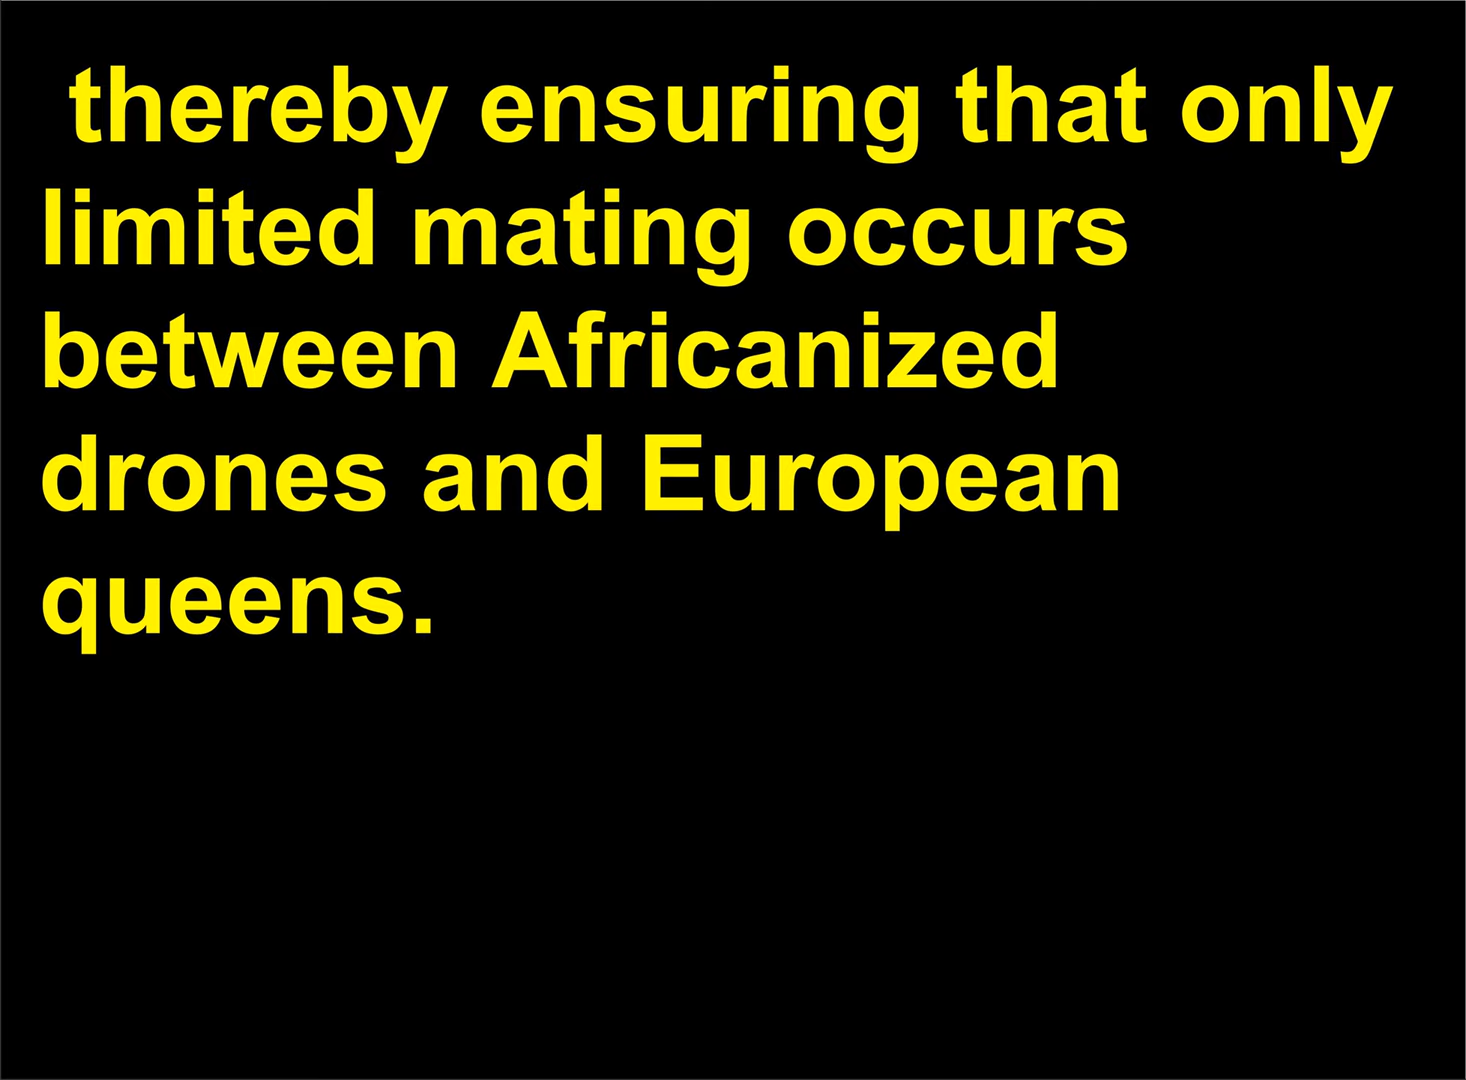 thereby ensuring that only
limited mating occurs
between Africanized
drones and European
queens.